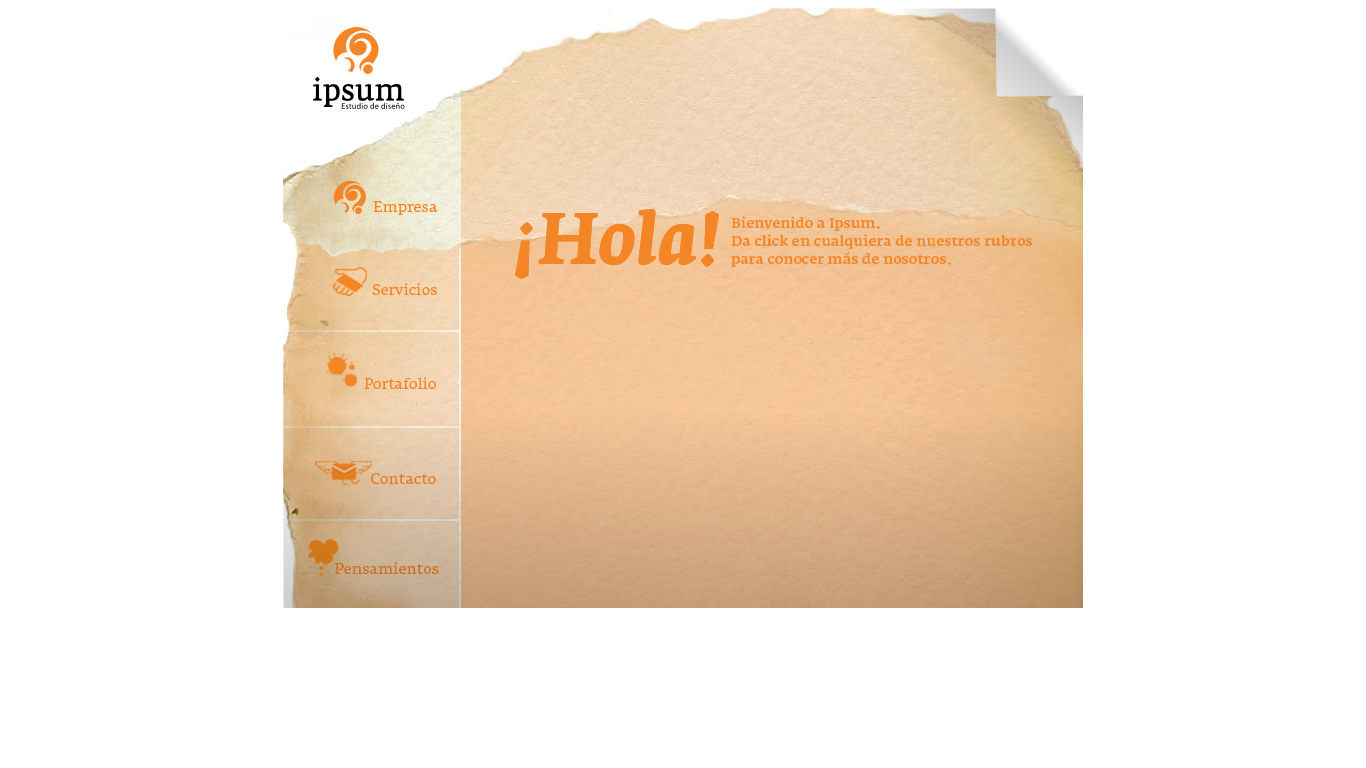 ipsum
Estudio de diseño
Empresa
Servicios
Portafolio
Contacto
Pensamientos
¡Hola!
Bienvenido a Ipsum.
Da click en cualquiera de nuestros rubros
para conocer más de nosotros.